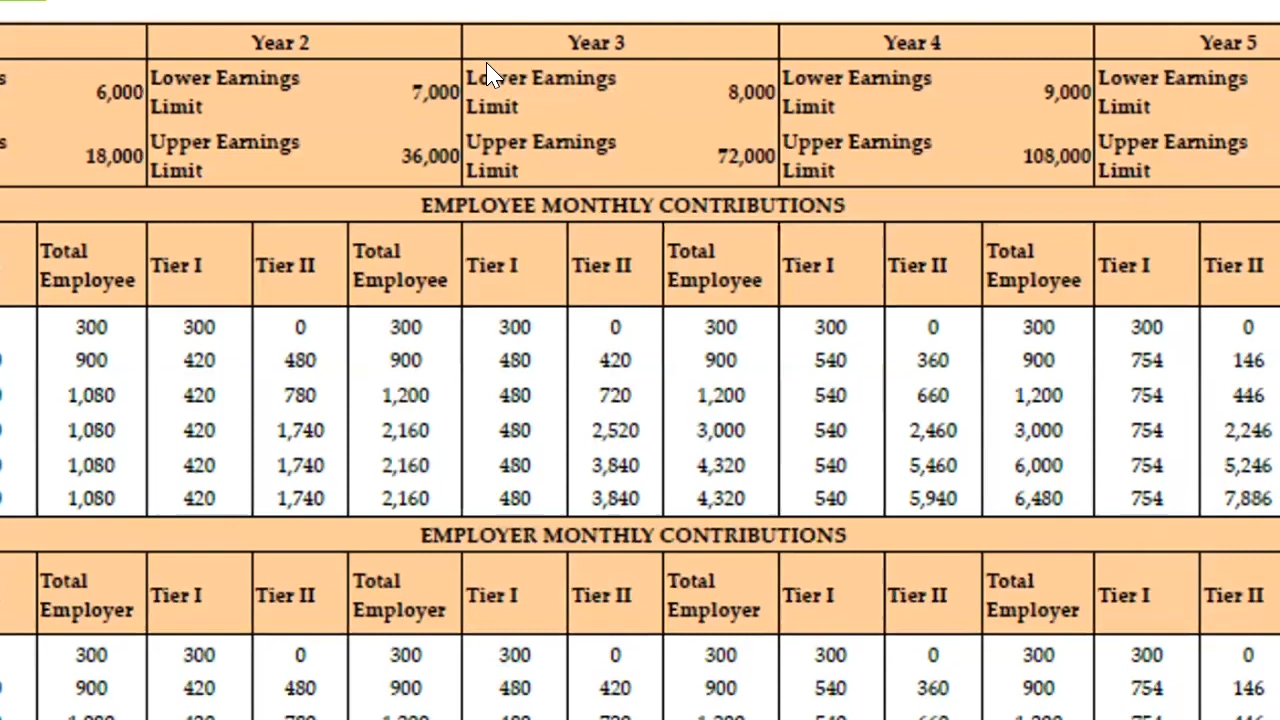 Year 2 Year 3 Year 4 Year 5
s 6,000 Lower Earnings Limit 7,000 Lower Earnings Limit 8,000 Lower Earnings Limit 9,000 Lower Earnings Limit
s 18,000 Upper Earnings Limit 36,000 Upper Earnings Limit 72,000 Upper Earnings Limit 108,000 Upper Earnings Limit
EMPLOYEE MONTHLY CONTRIBUTIONS
Total Employee Tier I Tier II Total Employee Tier I Tier II Total Employee Tier I Tier II Total Employee Tier I Tier II
300 300 0 300 300 0 300 300 0 300 300 0
900 420 480 900 480 420 900 540 360 900 754 146
1,080 420 780 1,200 480 720 1,200 540 660 1,200 754 446
1,080 420 1,740 2,160 480 2,520 3,000 540 2,460 3,000 754 2,246
1,080 420 1,740 2,160 480 3,840 4,320 540 5,460 6,000 754 5,246
1,080 420 1,740 2,160 480 3,840 4,320 540 5,940 6,480 754 7,886
EMPLOYER MONTHLY CONTRIBUTIONS
Total Employer Tier I Tier II Total Employer Tier I Tier II Total Employer Tier I Tier II Total Employer Tier I Tier II
300 300 0 300 300 0 300 300 0 300 300 0
900 420 480 900 480 420 900 540 360 900 754 146